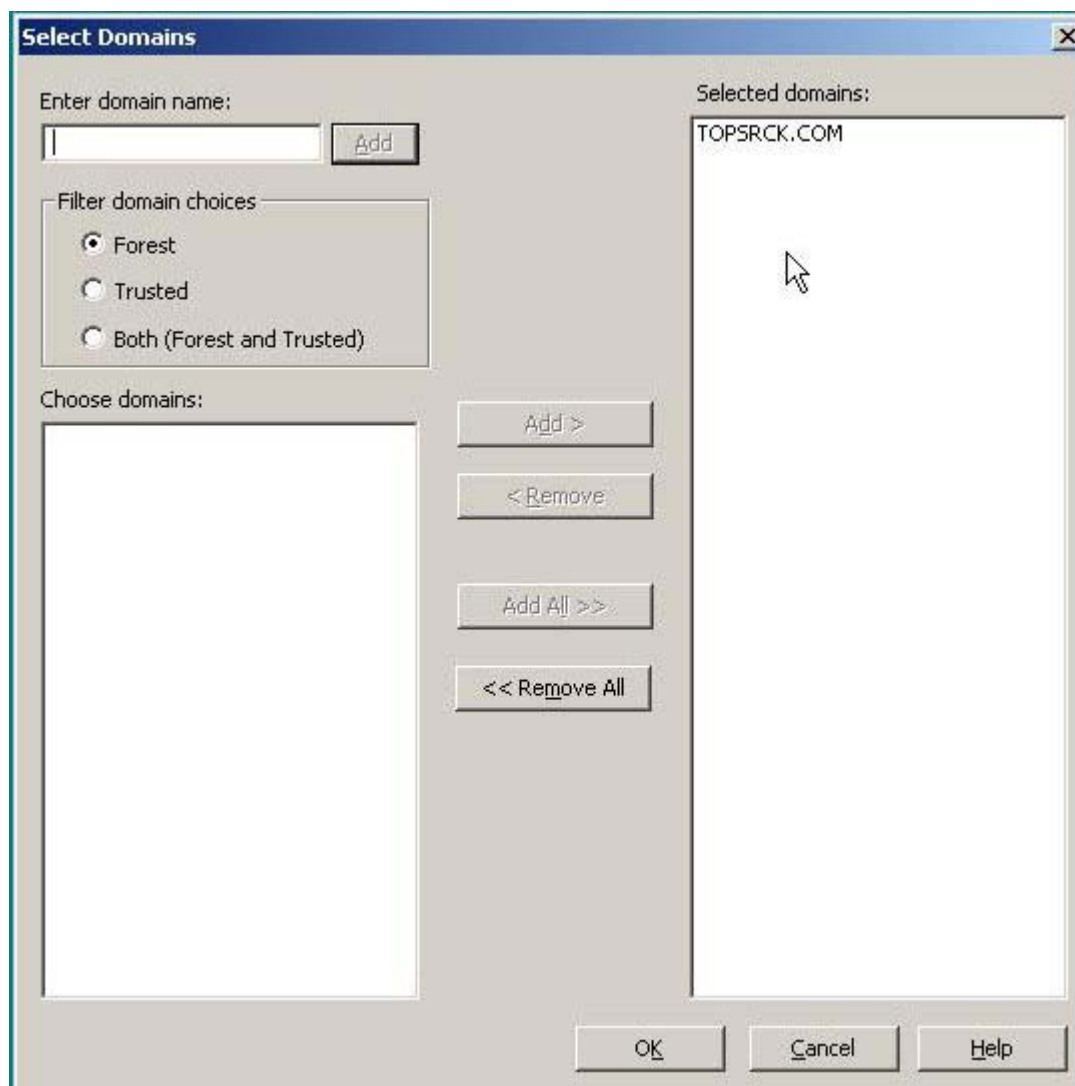 Select Domains
Enter domain name:
Add
Filter domain choices
Forest
Trusted
Both (Forest and Trusted)
Choose domains:
Add >
< Remove
Add All >>
<< Remove All
Selected domains:
TOPSRCK.COM
OK
Cancel
Help